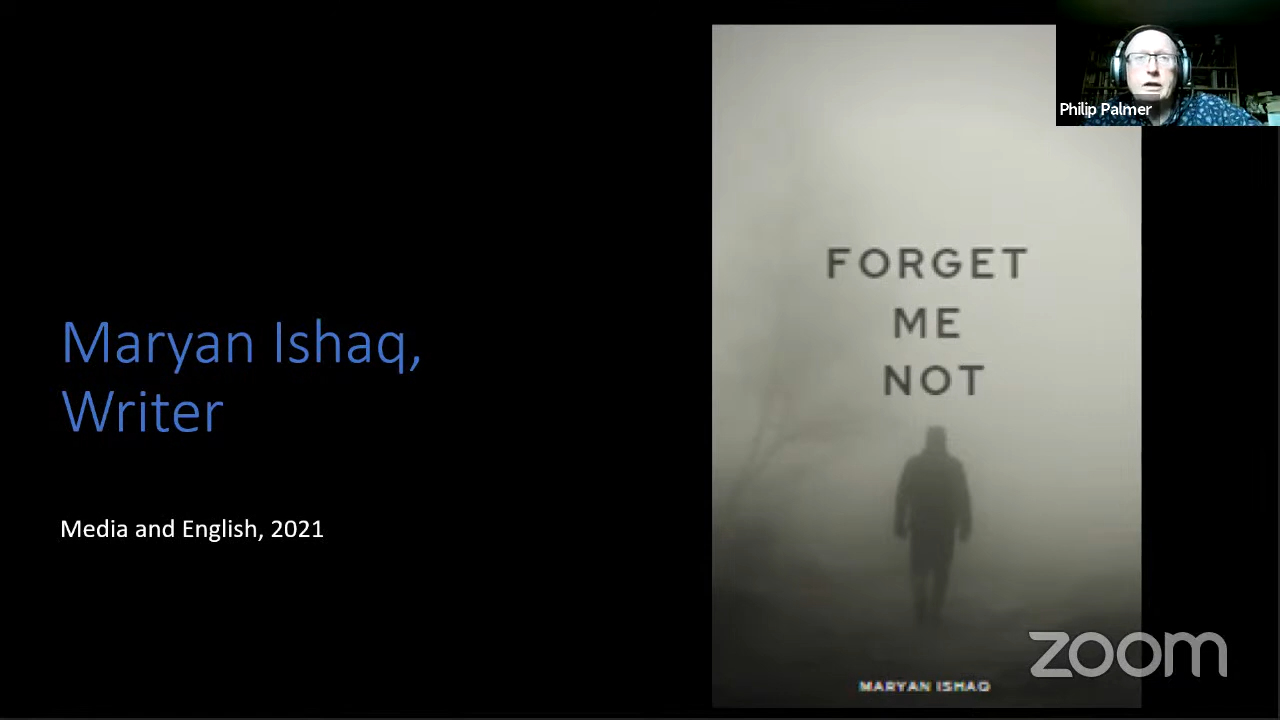 Maryan Ishaq,
Writer
Media and English, 2021
FORGET
ME
NOT
MARYAN ISHAQ
Philip Palmer
zoom